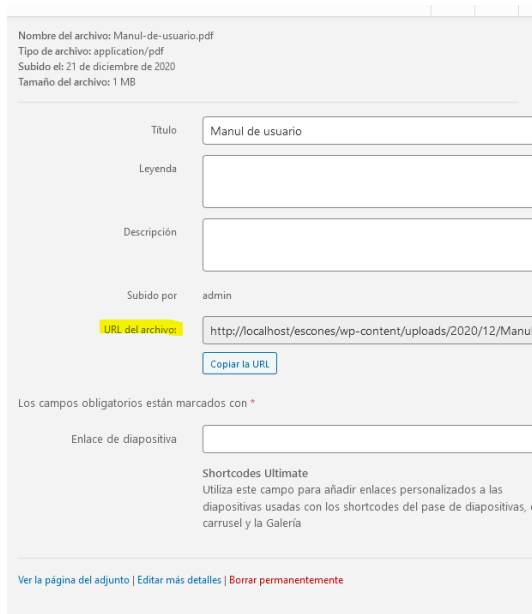 Nombre del archivo: Manul-de-usuario.pdf
Tipo de archivo: application/pdf
Subido el: 21 de diciembre de 2020
Tamaño del archivo: 1 MB
Título
Manul de usuario
Leyenda
Descripción
Subido por
admin
URL del archivo:
http://localhost/escones/wp-content/uploads/2020/12/Manul
Copiar la URL
Los campos obligatorios están marcados con *
Enlace de diapositiva
Shortcodes Ultimate
Utiliza este campo para añadir enlaces personalizados a las
diapositivas usadas con los shortcodes del pase de diapositivas,
carrusel y la Galería
Ver la página del adjunto | Editar más detalles | Borrar permanentemente